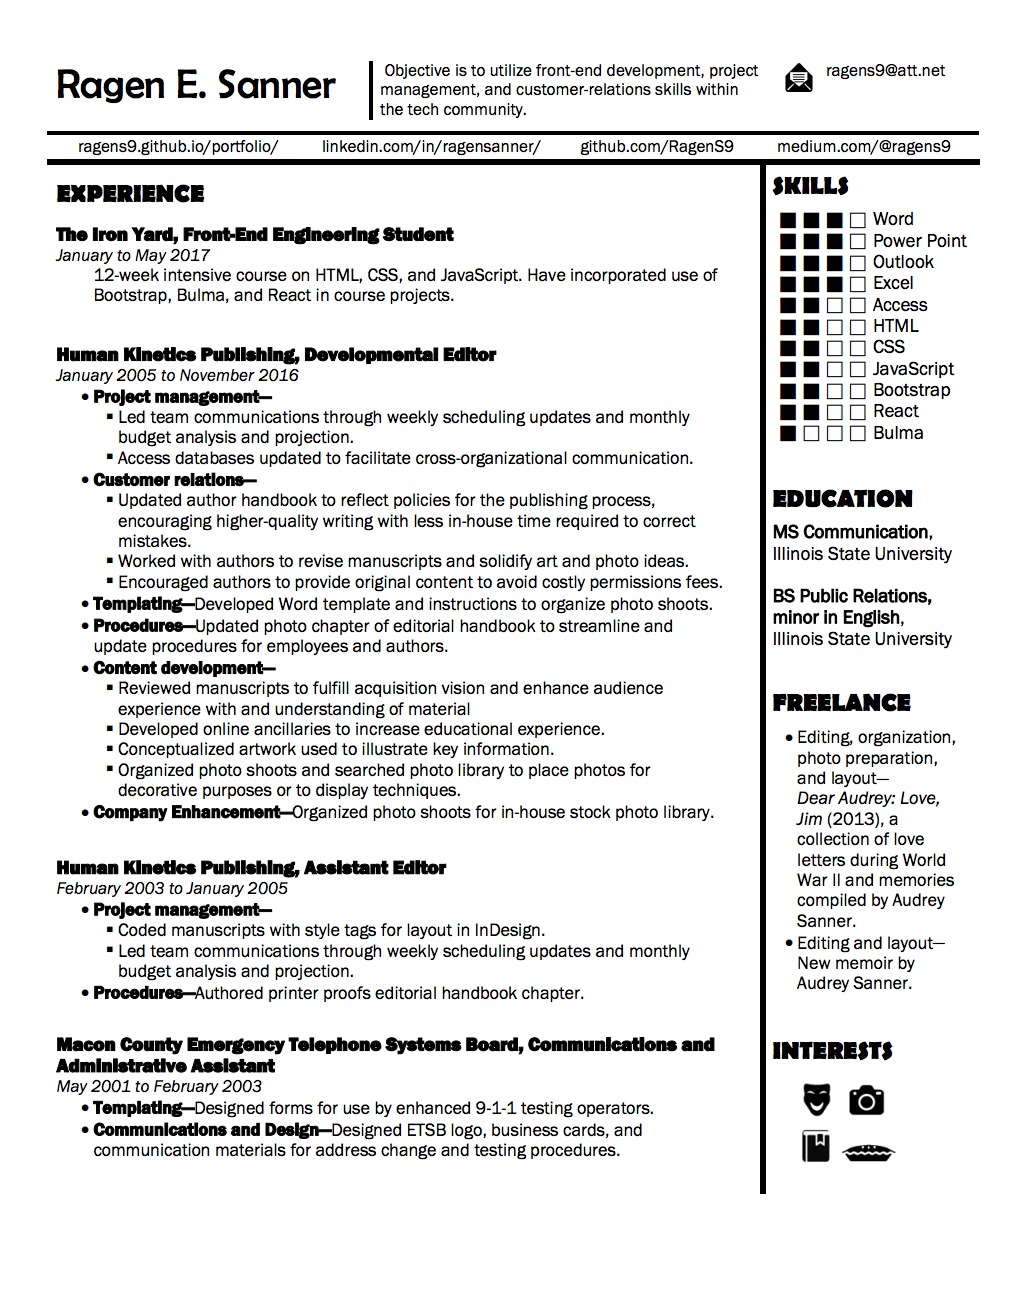 Ragen E. Sanner
Objective is to utilize front-end development, project
management, and customer-relations skills within
the tech community.
ragens9@att.net
ragens9.github.io/portfolio/ linkedin.com/in/ragensanner/ github.com/RagenS9 medium.com/@ragens9
EXPERIENCE
The Iron Yard, Front-End Engineering Student
January to May 2017
12-week intensive course on HTML, CSS, and JavaScript. Have incorporated use of
Bootstrap, Bulma, and React in course projects.
Human Kinetics Publishing, Developmental Editor
January 2005 to November 2016
• Project management—
▪ Led team communications through weekly scheduling updates and monthly
budget analysis and projection.
▪ Access databases updated to facilitate cross-organizational communication.
• Customer relations—
▪ Updated author handbook to reflect policies for the publishing process,
encouraging higher-quality writing with less in-house time required to correct
mistakes.
▪ Worked with authors to revise manuscripts and solidify art and photo ideas.
▪ Encouraged authors to provide original content to avoid costly permissions fees.
• Templating—Developed Word template and instructions to organize photo shoots.
• Procedures—Updated photo chapter of editorial handbook to streamline and
update procedures for employees and authors.
• Content development—
▪ Reviewed manuscripts to fulfill acquisition vision and enhance audience
experience with and understanding of material
▪ Developed online ancillaries to increase educational experience.
▪ Conceptualized artwork used to illustrate key information.
▪ Organized photo shoots and searched photo library to place photos for
decorative purposes or to display techniques.
• Company Enhancement—Organized photo shoots for in-house stock photo library.
Human Kinetics Publishing, Assistant Editor
February 2003 to January 2005
• Project management—
▪ Coded manuscripts with style tags for layout in InDesign.
▪ Led team communications through weekly scheduling updates and monthly
budget analysis and projection.
• Procedures—Authored printer proofs editorial handbook chapter.
Macon County Emergency Telephone Systems Board, Communications and
Administrative Assistant
May 2001 to February 2003
• Templating—Designed forms for use by enhanced 9-1-1 testing operators.
• Communications and Design—Designed ETSB logo, business cards, and
communication materials for address change and testing procedures.
SKILLS
■ ■ ■ □ Word
■ ■ ■ □ Power Point
■ ■ ■ □ Outlook
■ ■ ■ □ Excel
■ ■ □ □ Access
■ ■ □ □ HTML
■ ■ □ □ CSS
■ ■ □ □ JavaScript
■ ■ □ □ Bootstrap
■ ■ □ □ React
■ □ □ □ Bulma
EDUCATION
MS Communication,
Illinois State University
BS Public Relations,
minor in English,
Illinois State University
FREELANCE
• Editing, organization,
photo preparation,
and layout—
Dear Audrey: Love,
Jim (2013), a
collection of love
letters during World
War II and memories
compiled by Audrey
Sanner.
• Editing and layout—
New memoir by
Audrey Sanner.
INTERESTS